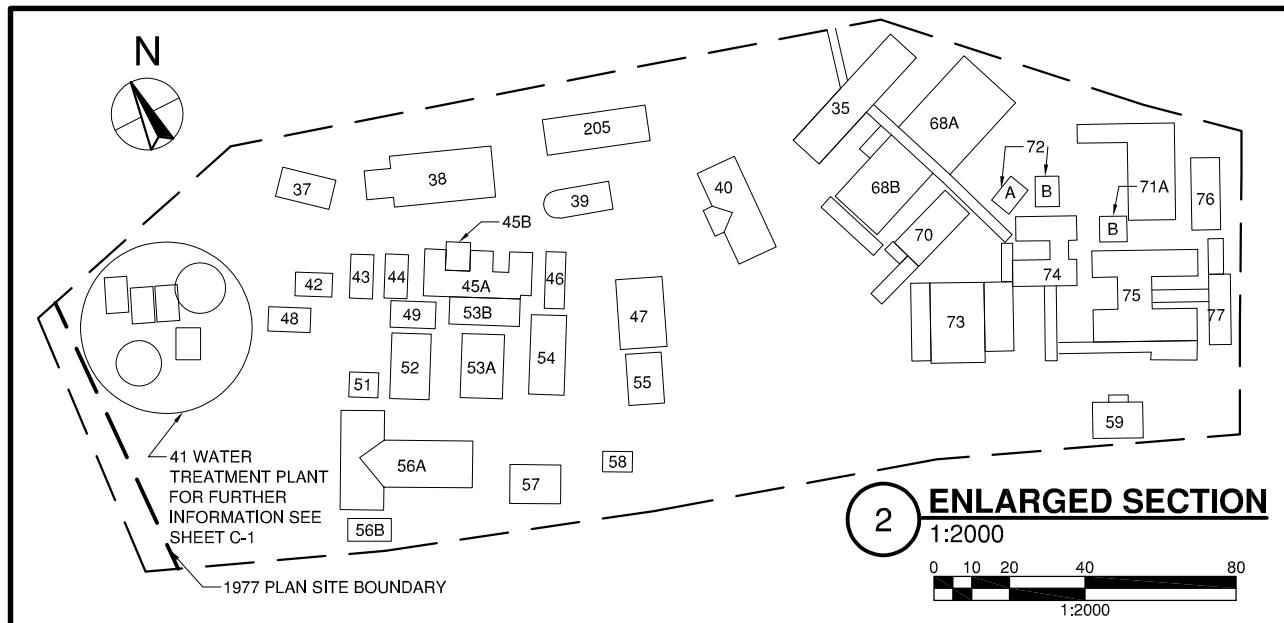 N
35
68A
205
72
40
38
37
A
B
71A
76
68B
39
45B
70
B
43
44
46
74
42
45A
75
53B
47
49
48
73
77
54
52
53A
51
55
59
41 WATER
TREATMENT PLANT
FOR FURTHER
INFORMATION SEE
SHEET C-1
56A
58
57
56B
2
ENLARGED SECTION
1:2000
0 10 20 40 80
1:2000
1977 PLAN SITE BOUNDARY